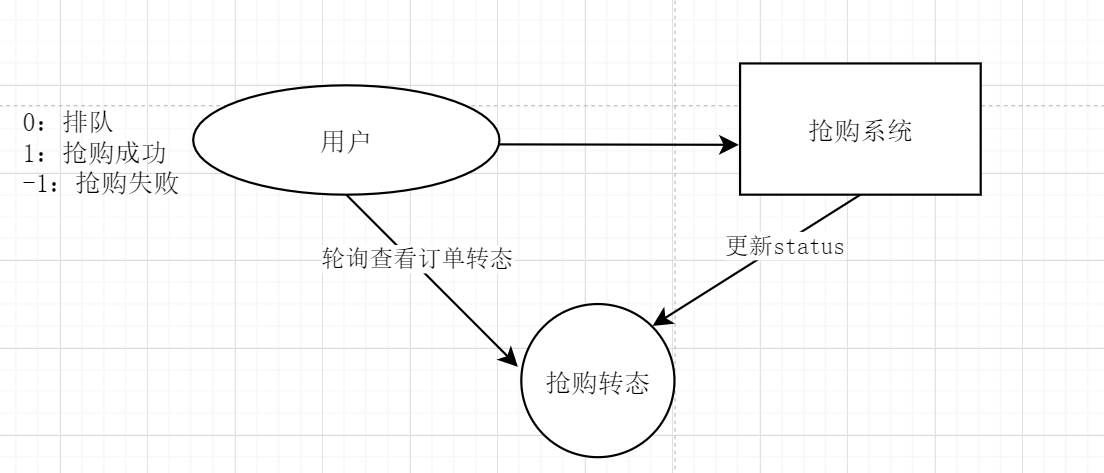 0: 排队
1: 抢购成功
-1: 抢购失败
用户
抢购系统
轮询查看订单转态
更新status
抢购转态